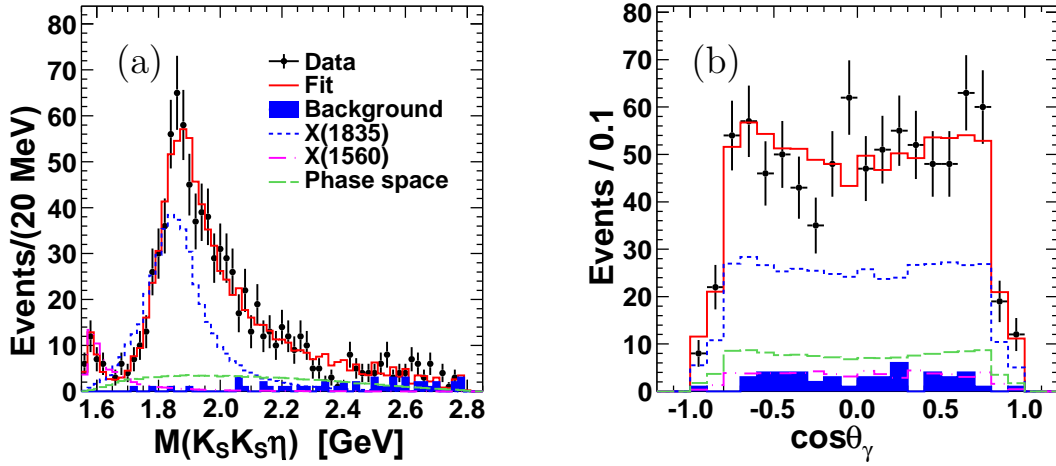 (a)
Data
Fit
Background
X(1835)
X(1560)
Phase space
Events/(20 MeV)
80
70
60
50
40
30
20
10
0
1.6 1.8 2.0 2.2 2.4 2.6 2.8
M(KSKSη) [GeV]
(b)
Events / 0.1
80
70
60
50
40
30
20
10
0
-1.0 -0.5 0.0 0.5 1.0
cosθγ